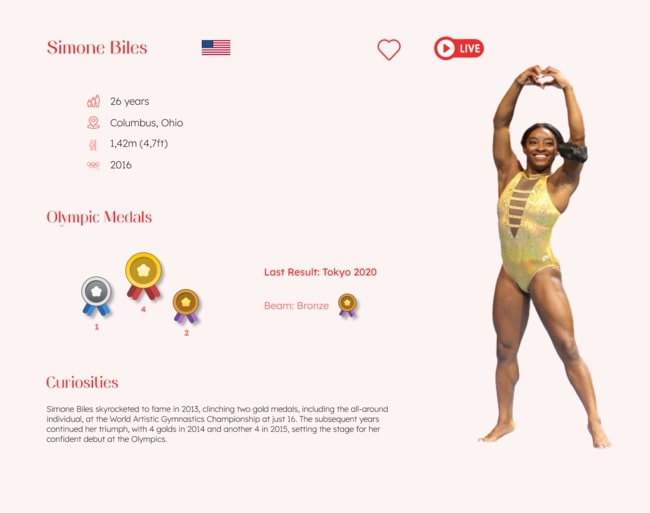 Simone Biles
LIVE
26 years
Columbus, Ohio
1,42m (4,7ft)
2016
Olympic Medals
1
4
2
Last Result: Tokyo 2020
Beam: Bronze
Curiosities
Simone Biles skyrocketed to fame in 2013, clinching two gold medals, including the all-around
individual, at the World Artistic Gymnastics Championship at just 16. The subsequent years
continued her triumph, with 4 golds in 2014 and another 4 in 2015, setting the stage for her
confident debut at the Olympics.